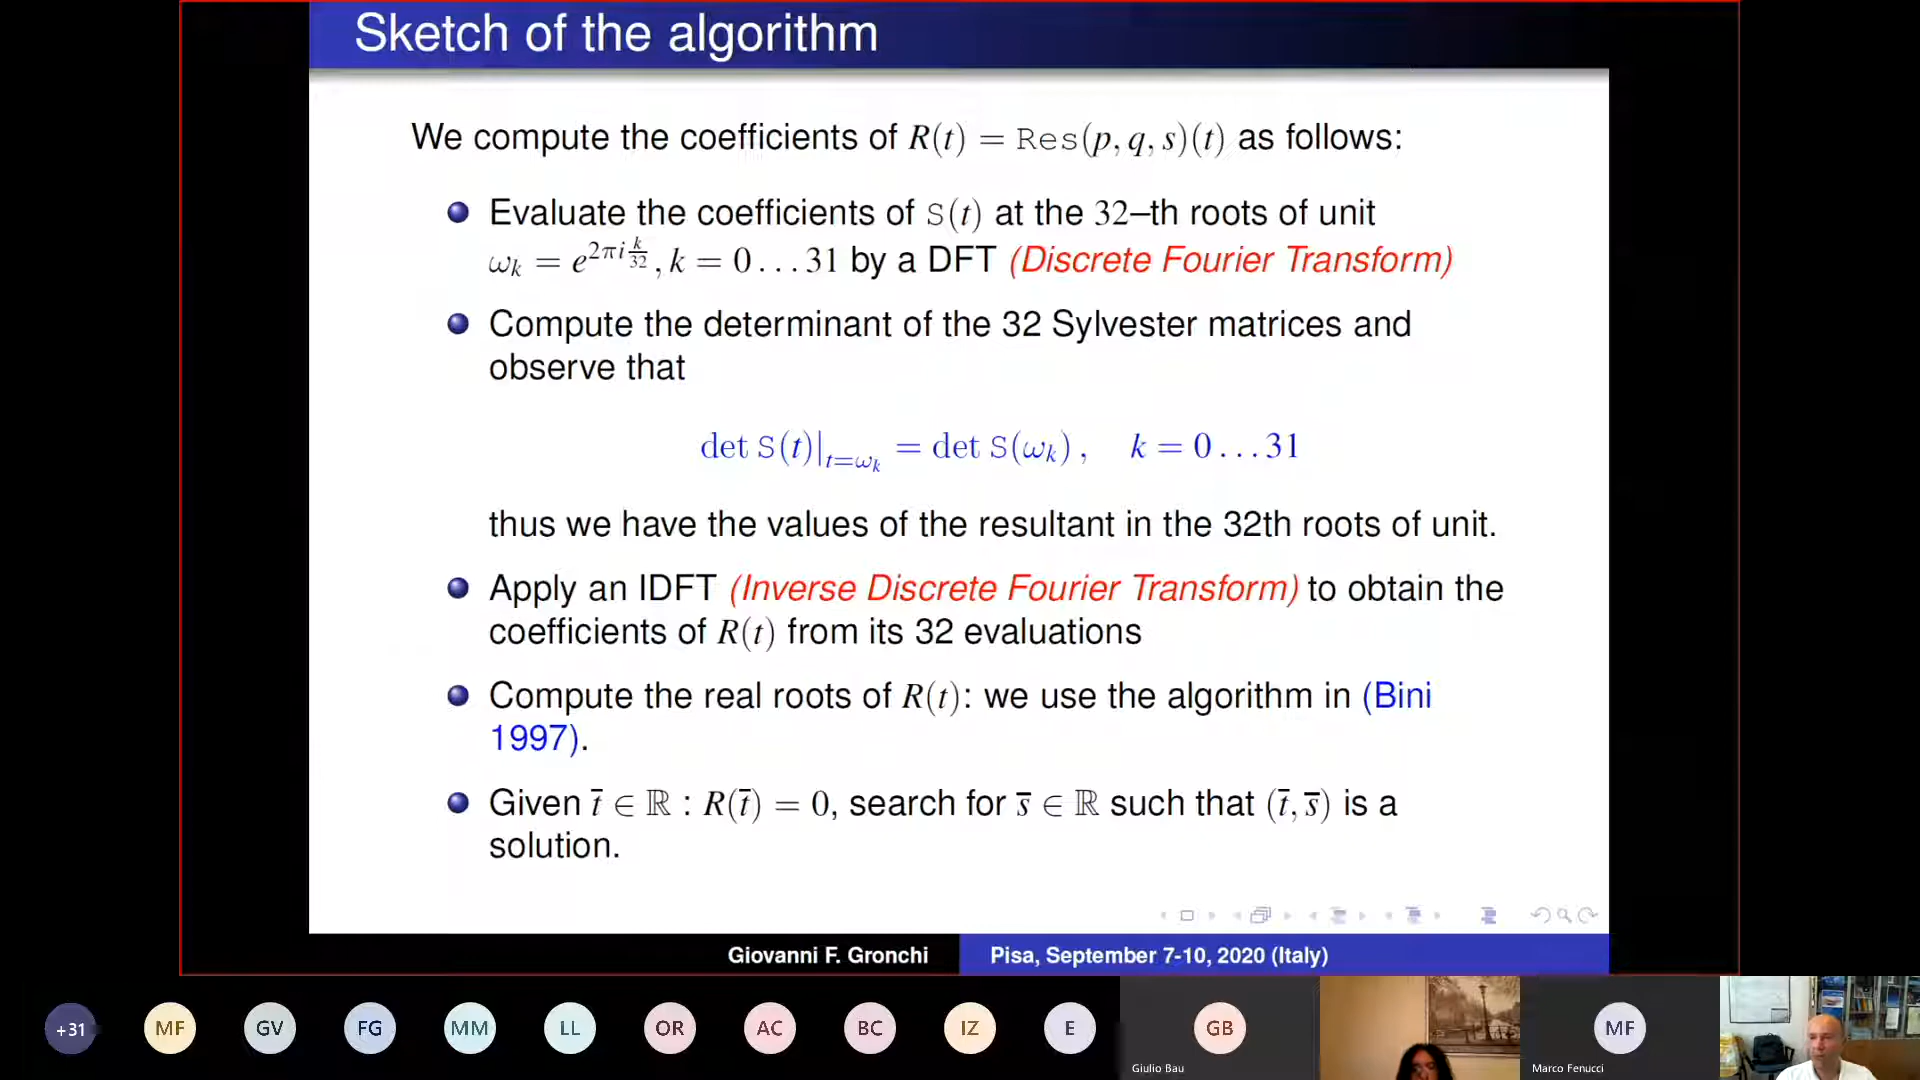 Sketch of the algorithm
We compute the coefficients of R(t) = Res(p, q, s)(t) as follows:
Evaluate the coefficients of S(t) at the 32–th roots of unit
ω_k = e^{2πi\frac{k}{32}}, k = 0 . . . 31 by a DFT (Discrete Fourier Transform)
Compute the determinant of the 32 Sylvester matrices and
observe that
det S(t)|_{t=ω_k} = det S(ω_k) ,   k = 0 . . . 31
thus we have the values of the resultant in the 32th roots of unit.
Apply an IDFT (Inverse Discrete Fourier Transform) to obtain the
coefficients of R(t) from its 32 evaluations
Compute the real roots of R(t): we use the algorithm in (Bini
1997).
Given t̄ ∈ ℝ : R(t̄) = 0, search for s̄ ∈ ℝ such that (t̄, s̄) is a
solution.
Giovanni F. Gronchi Pisa, September 7-10, 2020 (Italy)
+31 MF GV FG MM LL OR AC BC IZ E GB MF
Giulio Bau Marco Fenucci